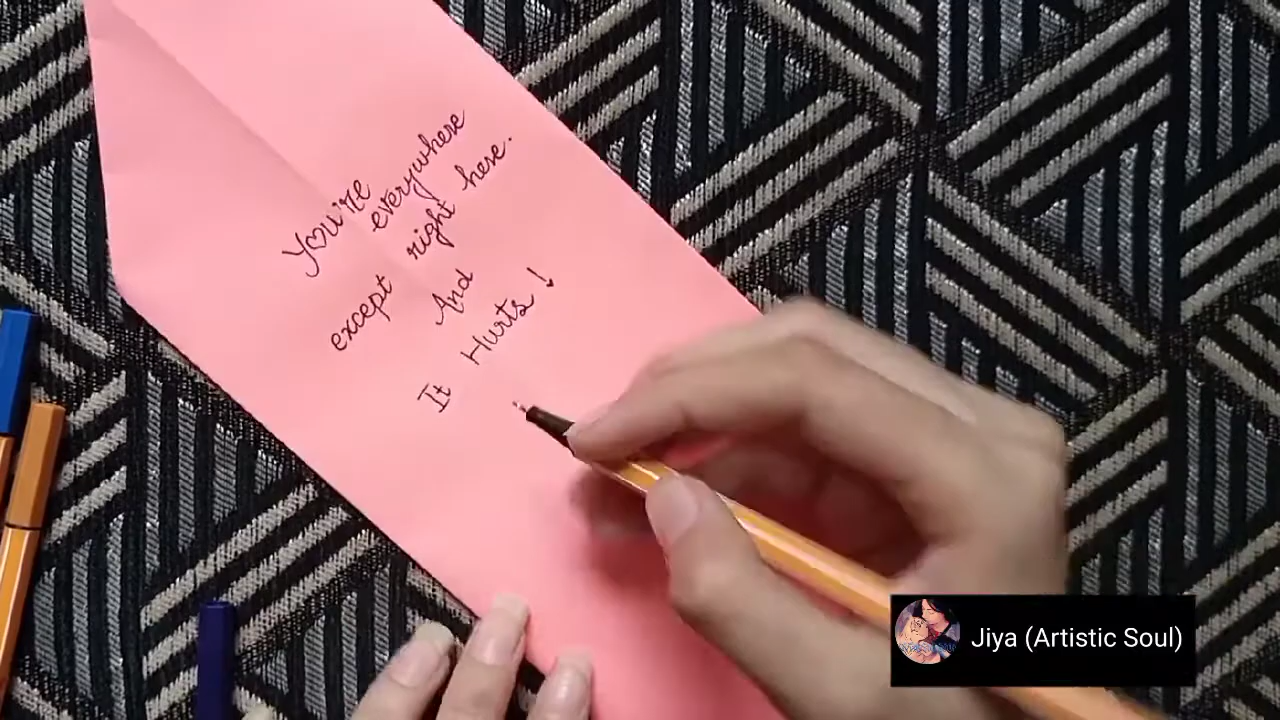 You're everywhere
except right here.
And
It Hurts !
Jiya (Artistic Soul)